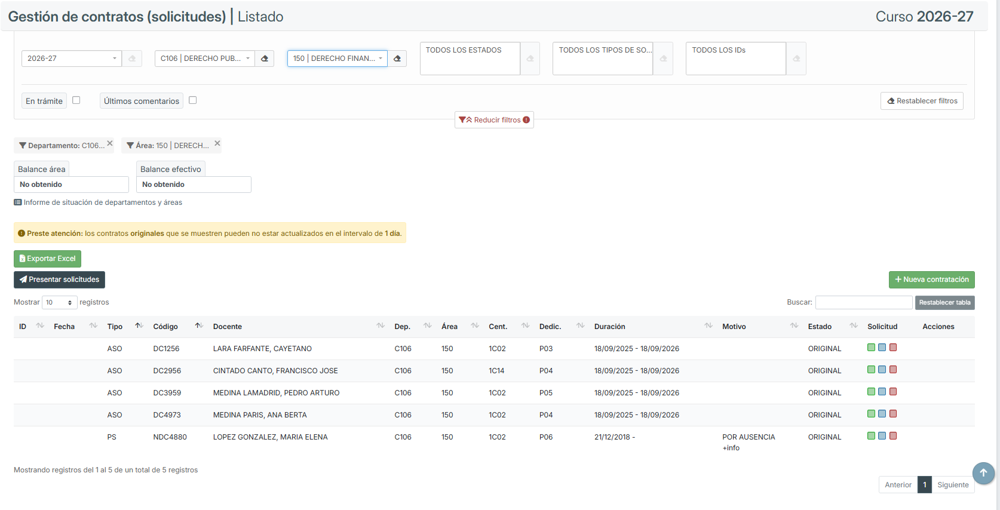 Gestión de contratos (solicitudes) | Listado
Curso 2026-27
2026-27
C106 | DERECHO PUB...
150 | DERECHO FINAN...
TODOS LOS ESTADOS
TODOS LOS TIPOS DE SO...
TODOS LOS IDs
En trámite
Últimos comentarios
Restablecer filtros
Reducir filtros
Departamento: C106...
Área: 150 | DERECH...
Balance área
Balance efectivo
No obtenido
No obtenido
Informe de situación de departamentos y áreas
Preste atención: los contratos originales que se muestren pueden no estar actualizados en el intervalo de 1 día.
Exportar Excel
Presentar solicitudes
Nueva contratación
Mostrar 10 registros
Buscar:
Restablecer tabla
ID Fecha Tipo Código Docente Dep. Área Cent. Dedic. Duración Motivo Estado Solicitud Acciones
ASO DC1256 LARA FARFANTE, CAYETANO C106 150 1C02 P03 18/09/2025 - 18/09/2026 ORIGINAL
ASO DC2956 CINTADO CANTO, FRANCISCO JOSE C106 150 1C14 P04 18/09/2025 - 18/09/2026 ORIGINAL
ASO DC3959 MEDINA LAMADRID, PEDRO ARTURO C106 150 1C02 P05 18/09/2025 - 18/09/2026 ORIGINAL
ASO DC4973 MEDINA PARIS, ANA BERTA C106 150 1C02 P04 18/09/2025 - 18/09/2026 ORIGINAL
PS NDC4880 LOPEZ GONZALEZ, MARIA ELENA C106 150 1C02 P06 21/12/2018 - POR AUSENCIA ORIGINAL
+info
Mostrando registros del 1 al 5 de un total de 5 registros
Anterior 1 Siguiente